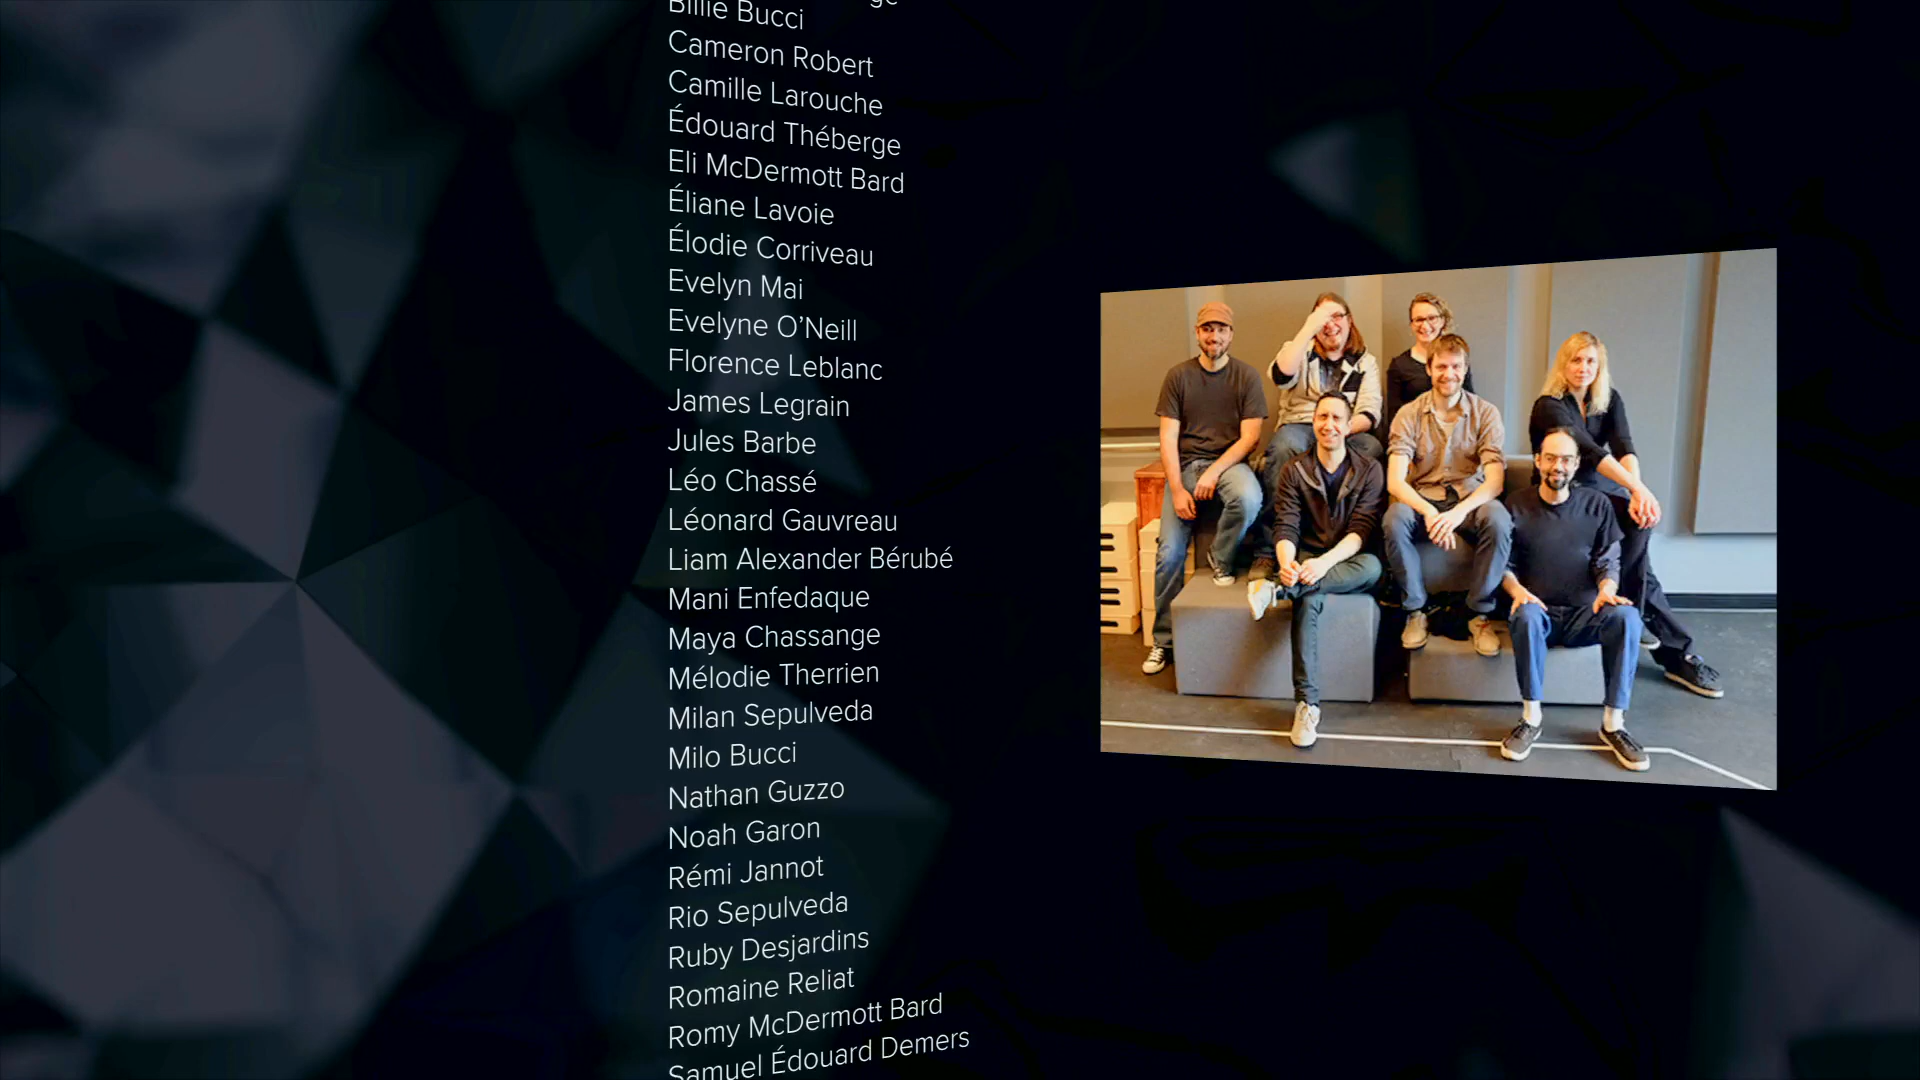 Billie Bucci
Cameron Robert
Camille Larouche
Édouard Théberge
Eli McDermott Bard
Éliane Lavoie
Élodie Corriveau
Evelyn Mai
Evelyne O’Neill
Florence Leblanc
James Legrain
Jules Barbe
Léo Chassé
Léonard Gauvreau
Liam Alexander Bérubé
Mani Enfedaque
Maya Chassange
Mélodie Therrien
Milan Sepulveda
Milo Bucci
Nathan Guzzo
Noah Garon
Rémi Jannot
Rio Sepulveda
Ruby Desjardins
Romaine Reliat
Romy McDermott Bard
Samuel Édouard Demers